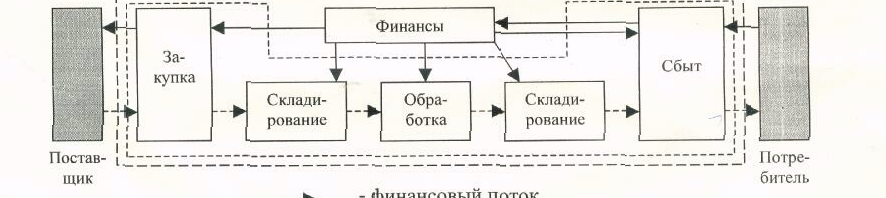 Финансы
За-
купка
Сбыт
Склади-
рование
Обра-
ботка
Склади-
рование
Постав-
щик
Потре-
битель
- финансовый поток